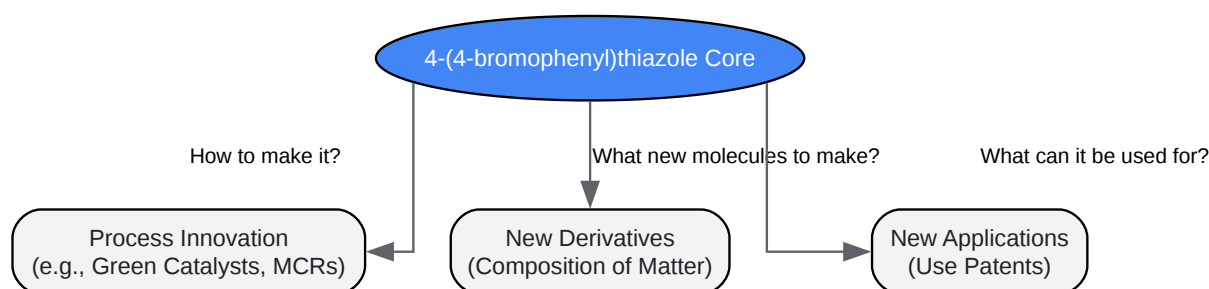 4-(4-bromophenyl)thiazole Core
How to make it?
What new molecules to make?
What can it be used for?
Process Innovation
(e.g., Green Catalysts, MCRs)
New Derivatives
(Composition of Matter)
New Applications
(Use Patents)